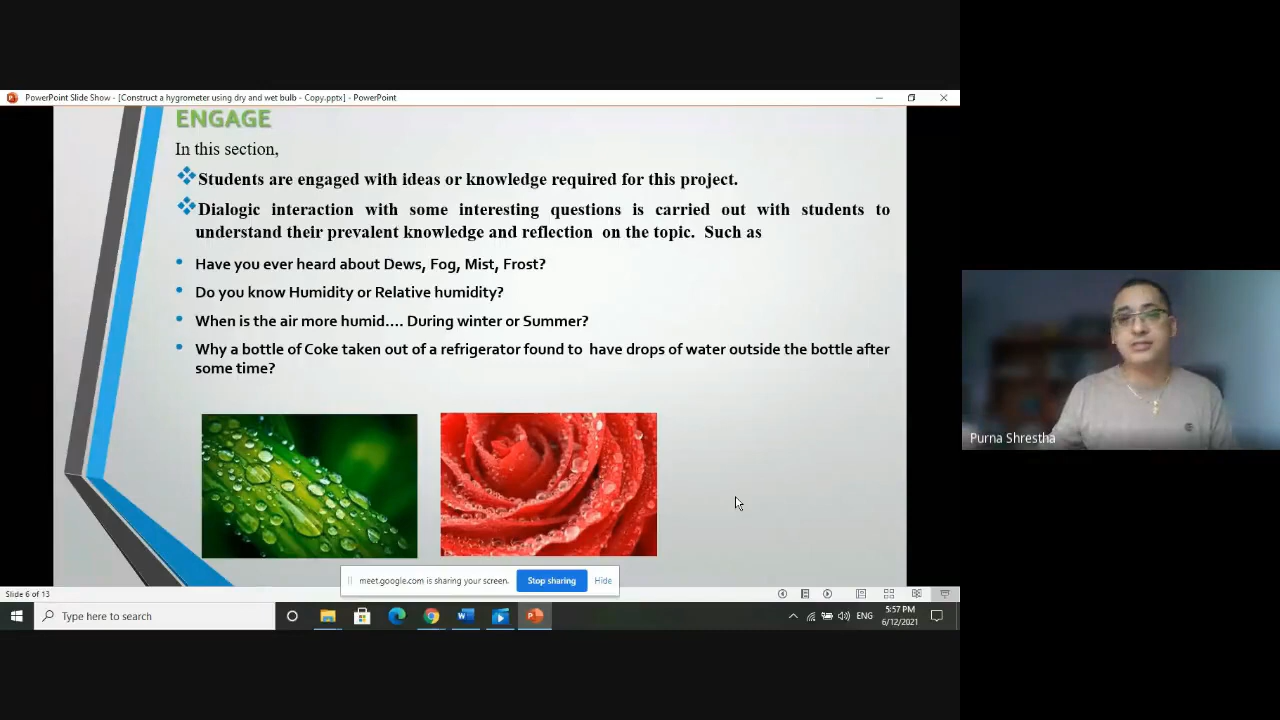 PowerPoint Slide Show - [Construct a hygrometer using dry and wet bulb - Copy.pptx] - PowerPoint
ENGAGE
In this section,
Students are engaged with ideas or knowledge required for this project.
Dialogic interaction with some interesting questions is carried out with students to
understand their prevalent knowledge and reflection on the topic. Such as
Have you ever heard about Dews, Fog, Mist, Frost?
Do you know Humidity or Relative humidity?
When is the air more humid.... During winter or Summer?
Why a bottle of Coke taken out of a refrigerator found to have drops of water outside the bottle after
some time?
Purna Shrestha
meet.google.com is sharing your screen.
Stop sharing
Hide
Slide 6 of 13
Type here to search
ENG
5:57 PM
6/12/2021